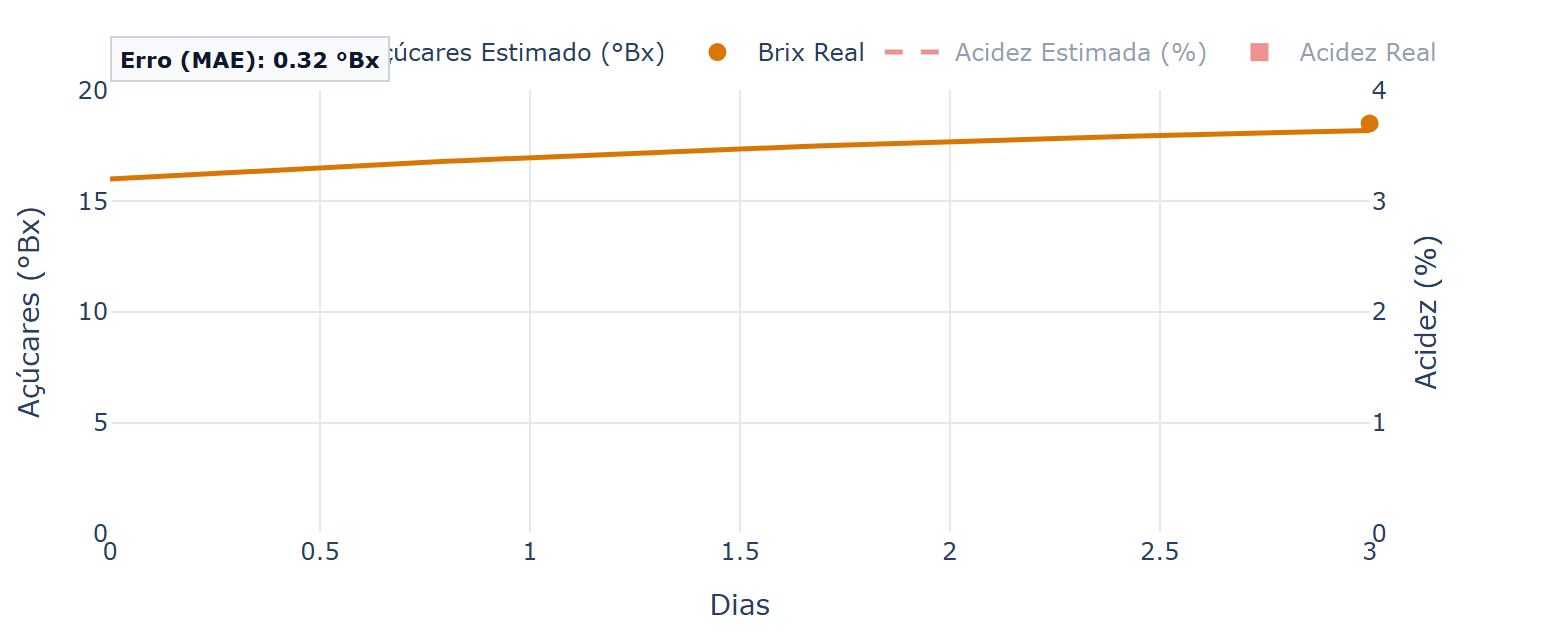 Erro (MAE): 0.32 °Bx
çúcares Estimado (°Bx) Brix Real Acidez Estimada (%) Acidez Real
20 4
15 3
10 2
5 1
0 0
0 0.5 1 1.5 2 2.5 3
Açúcares (°Bx)
Acidez (%)
Dias